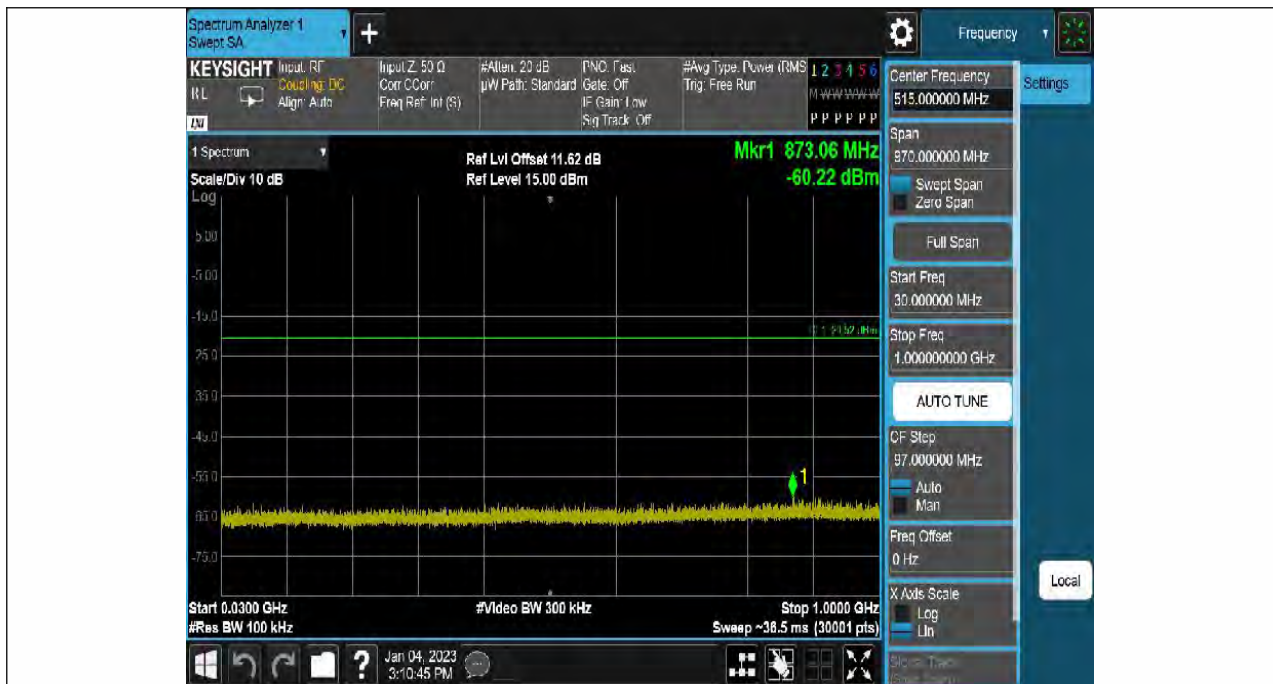 Spectrum Analyzer 1
Swept SA
+
Frequency
KEYSIGHT
Input: RF
Coupling: DC
Align: Auto
Input Z: 50 Ω
Corr CCorr
Freq Ref: Int (S)
#Atten: 20 dB
µW Path: Standard
PNO: Fast
Gate: Off
IF Gain: Low
Sig Track: Off
#Avg Type: Power (RMS
Trig: Free Run
1 2 3 4 5 6
M W W W W W
P P P P P P
RL
LXI
Center Frequency
515.000000 MHz
Settings
Span
970.000000 MHz
Swept Span
Zero Span
Full Span
Start Freq
30.000000 MHz
Stop Freq
1.000000000 GHz
AUTO TUNE
CF Step
97.000000 MHz
Auto
Man
Freq Offset
0 Hz
X Axis Scale
Log
Lin
Local
1 Spectrum
Scale/Div 10 dB
Log
Ref Lvl Offset 11.62 dB
Ref Level 15.00 dBm
Mkr1 873.06 MHz
-60.22 dBm
5.00
-5.00
-15.0
-25.0
-35.0
-45.0
-55.0
-65.0
-75.0
1
Start 0.0300 GHz
#Res BW 100 kHz
#Video BW 300 kHz
Stop 1.0000 GHz
Sweep ~36.5 ms (30001 pts)
?
Jan 04, 2023
3:10:45 PM